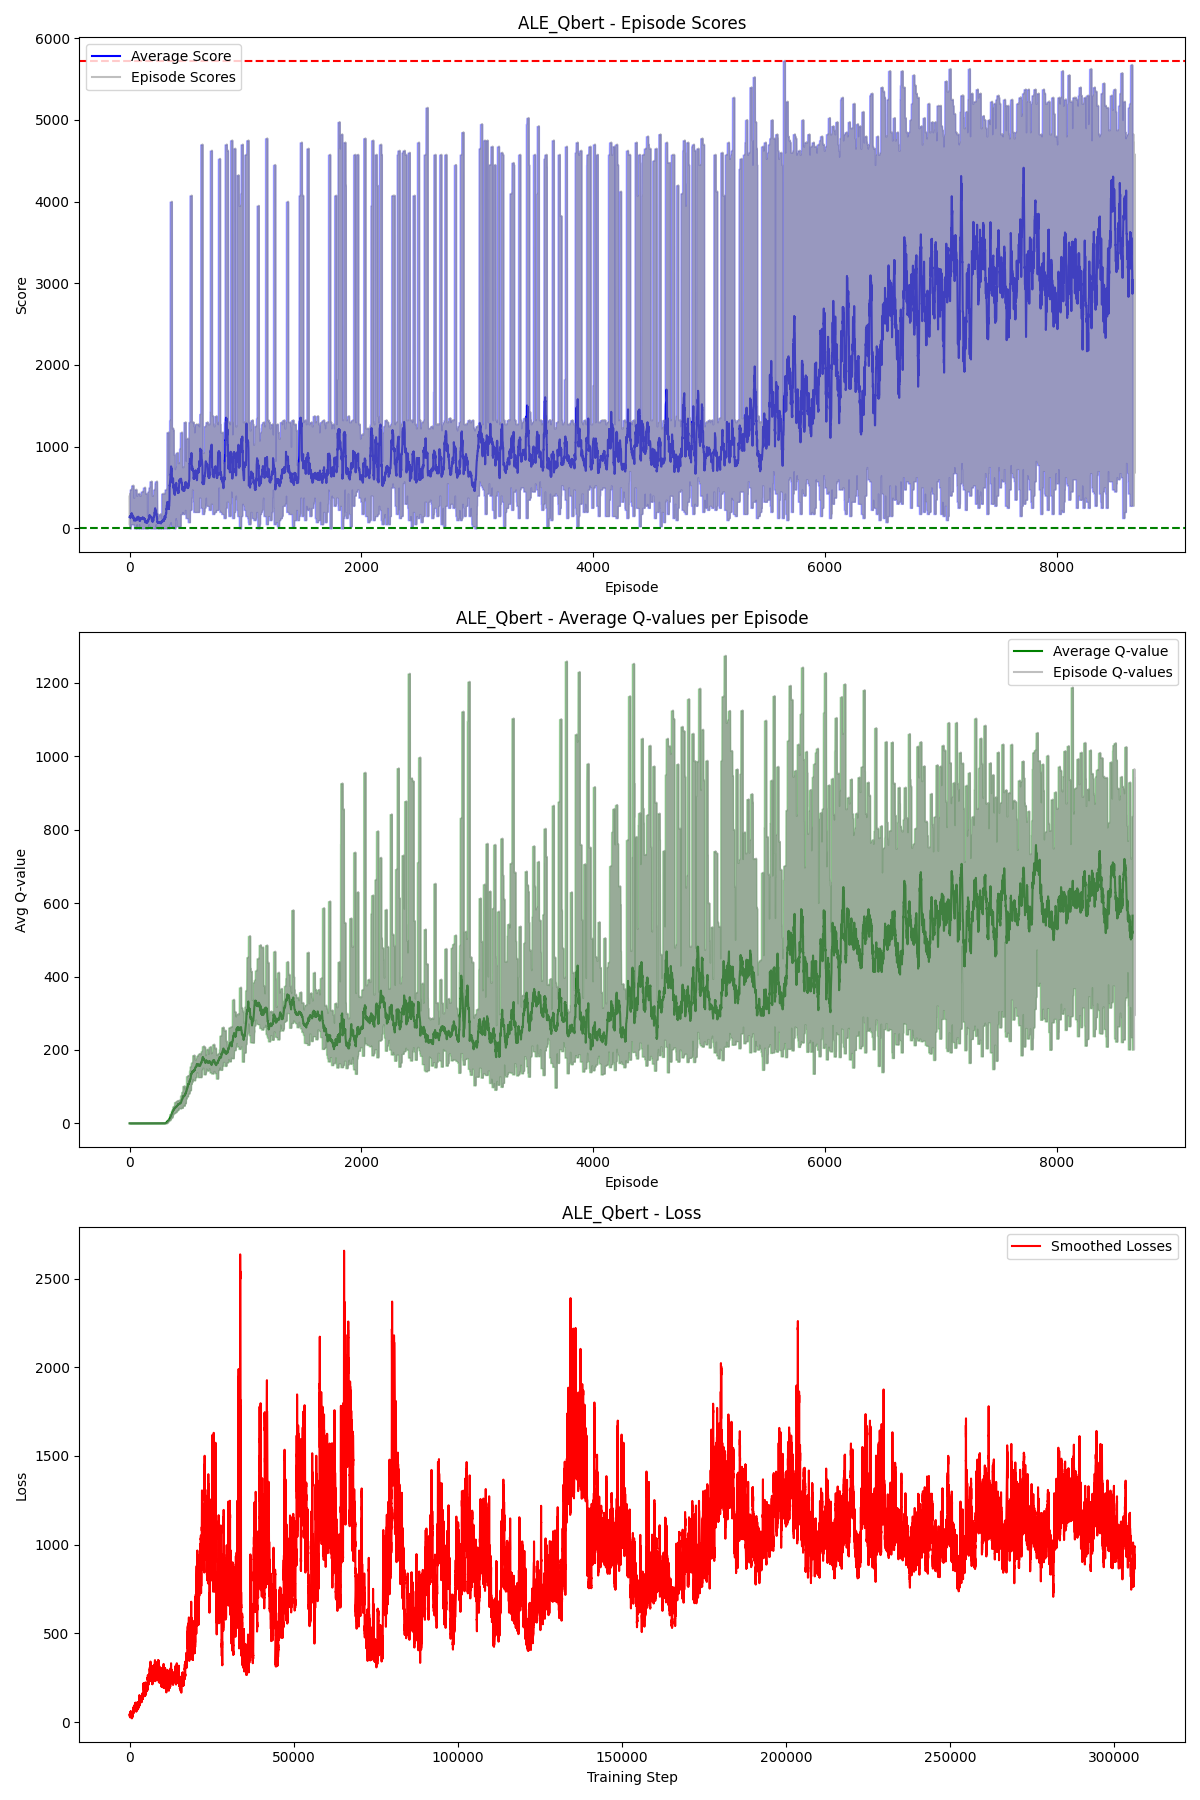 ALE_Qbert - Episode Scores
Average Score
Episode Scores
6000
5000
4000
3000
2000
1000
0
Score
0 2000 4000 6000 8000
Episode
ALE_Qbert - Average Q-values per Episode
Average Q-value
Episode Q-values
1200
1000
800
600
400
200
0
Avg Q-value
0 2000 4000 6000 8000
Episode
ALE_Qbert - Loss
Smoothed Losses
2500
2000
1500
1000
500
0
Loss
0 50000 100000 150000 200000 250000 300000
Training Step